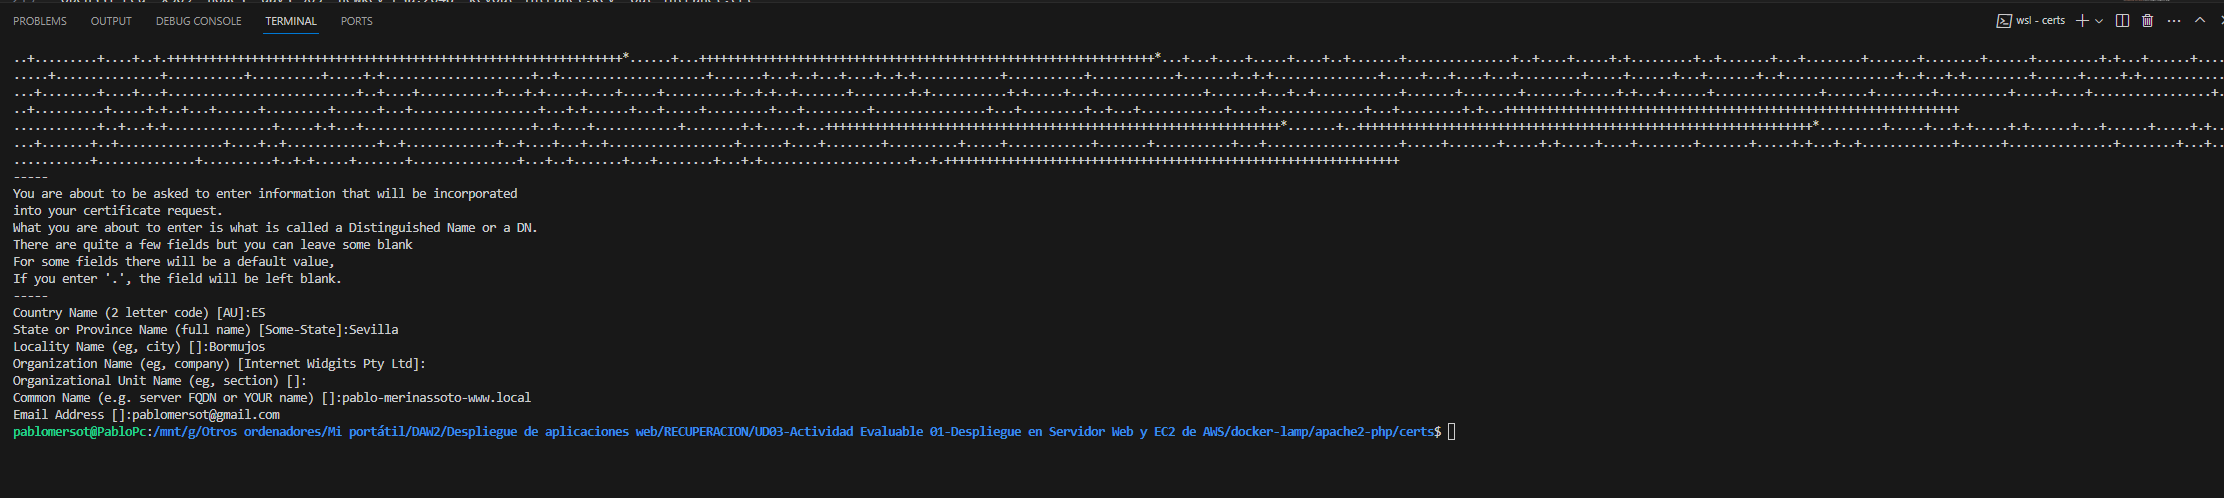 PROBLEMS OUTPUT DEBUG CONSOLE TERMINAL PORTS wsl - certs
-----
You are about to be asked to enter information that will be incorporated
into your certificate request.
What you are about to enter is what is called a Distinguished Name or a DN.
There are quite a few fields but you can leave some blank
For some fields there will be a default value,
If you enter '.', the field will be left blank.
-----
Country Name (2 letter code) [AU]:ES
State or Province Name (full name) [Some-State]:Sevilla
Locality Name (eg, city) []:Bormujos
Organization Name (eg, company) [Internet Widgits Pty Ltd]:
Organizational Unit Name (eg, section) []:
Common Name (e.g. server FQDN or YOUR name) []:pablo-merinassoto-www.local
Email Address []:pablomersot@gmail.com
pablomersot@PabloPc:/mnt/g/Otros ordenadores/Mi portátil/DAW2/Despliegue de aplicaciones web/RECUPERACION/UD03-Actividad Evaluable 01-Despliegue en Servidor Web y EC2 de AWS/docker-lamp/apache2-php/certs$